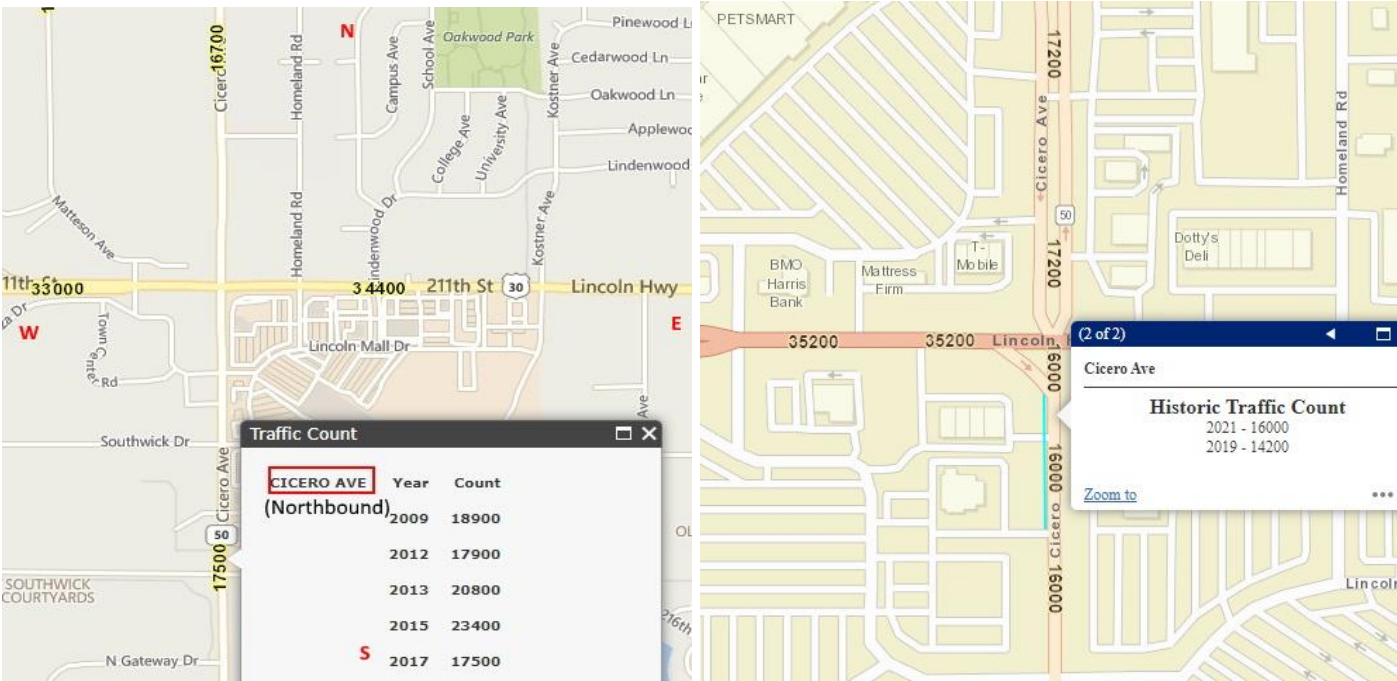 16700
N
Cicero
Homeland Rd
Campus Ave
School Ave
Oakwood Park
Kostner Ave
Pinewood
Cedarwood Ln
Oakwood Ln
College Ave
University Ave
Lindenwood
Matteson Ave
Homeland Rd
Lindenwood Dr
Kostner Ave
11th St
33000
34400
211th St
30
Lincoln Hwy
W
E
Town Center Rd
Lincoln Mall Dr
Southwick Dr
Cicero Ave
Ave
50
17500
SOUTHWICK
COURTYARDS
N Gateway Dr
216th
Traffic Count
CICERO AVE Year Count
(Northbound)
2009 18900
2012 17900
2013 20800
2015 23400
S
2017 17500
PETSMART
17200
Cicero Ave
Homeland Rd
50
17200
T-
Mobile
Dotty's
Deli
BMO
Harris
Bank
Mattress
Firm
35200
35200
Lincoln
16000
16000
Cicero
16000
(2 of 2)
Cicero Ave
Historic Traffic Count
2021 - 16000
2019 - 14200
Zoom to
Lincoln